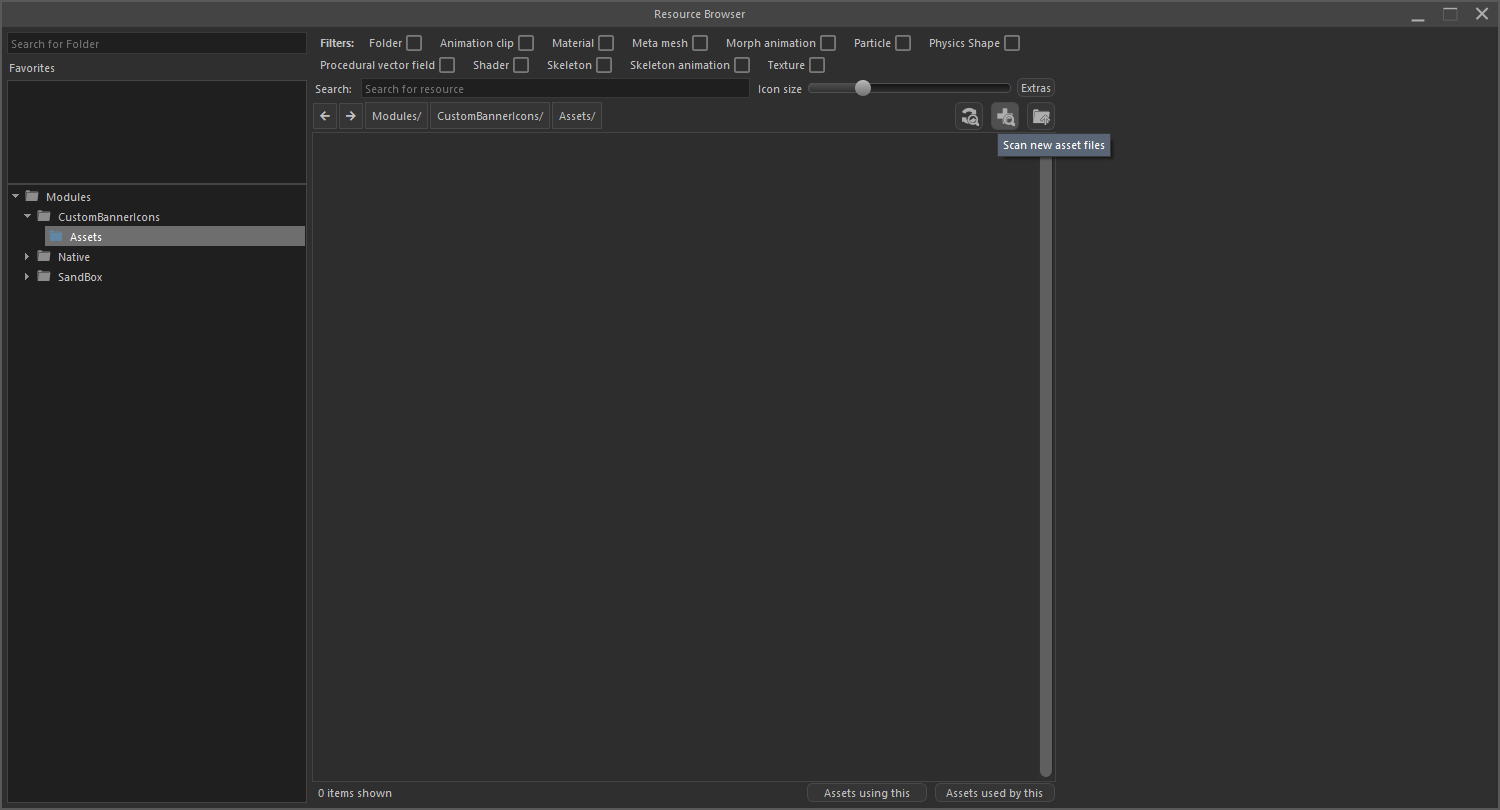 Resource Browser
Search for Folder
Favorites
Modules
CustomBannerIcons
Assets
Native
SandBox
Filters: Folder Animation clip Material Meta mesh Morph animation Particle Physics Shape
Procedural vector field Shader Skeleton Skeleton animation Texture
Search: Search for resource Icon size Extras
Modules/ CustomBannerIcons/ Assets/
Scan new asset files
0 items shown Assets using this Assets used by this